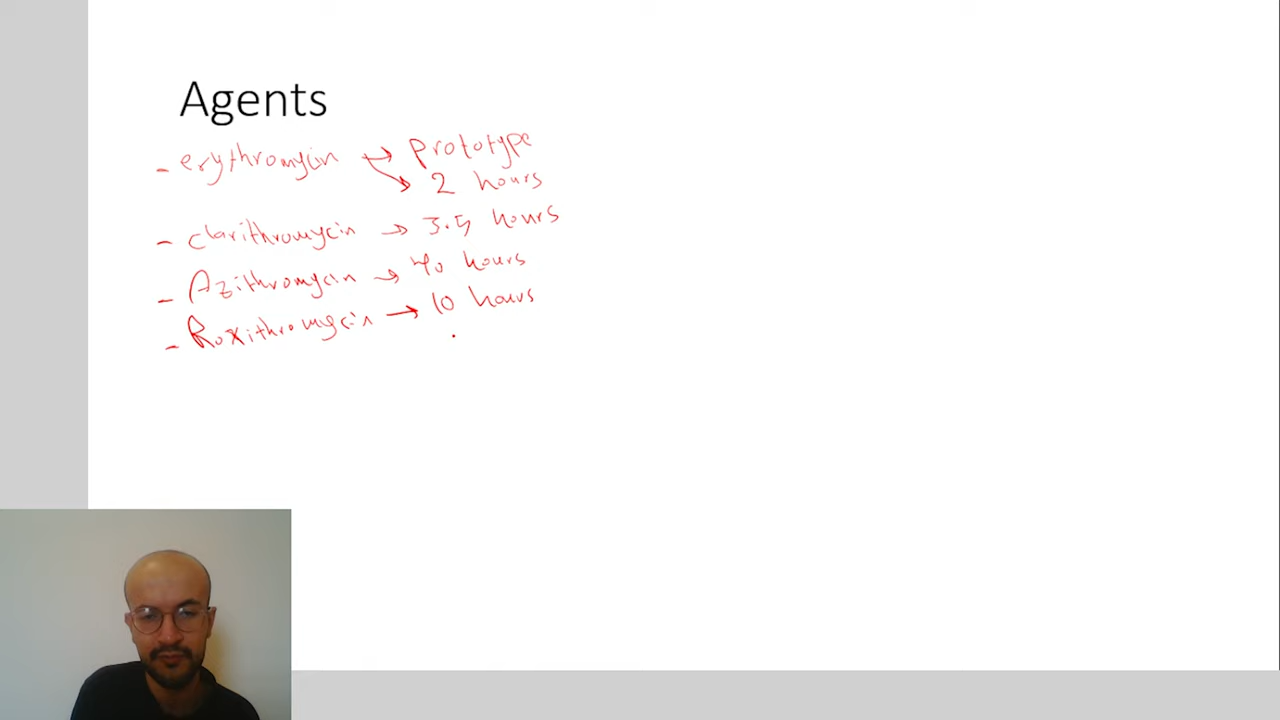 Agents
- erythromycin → prototype
→ 2 hours
- clarithromycin → 3.5 hours
- Azithromycin → 40 hours
- Roxithromycin → 10 hours